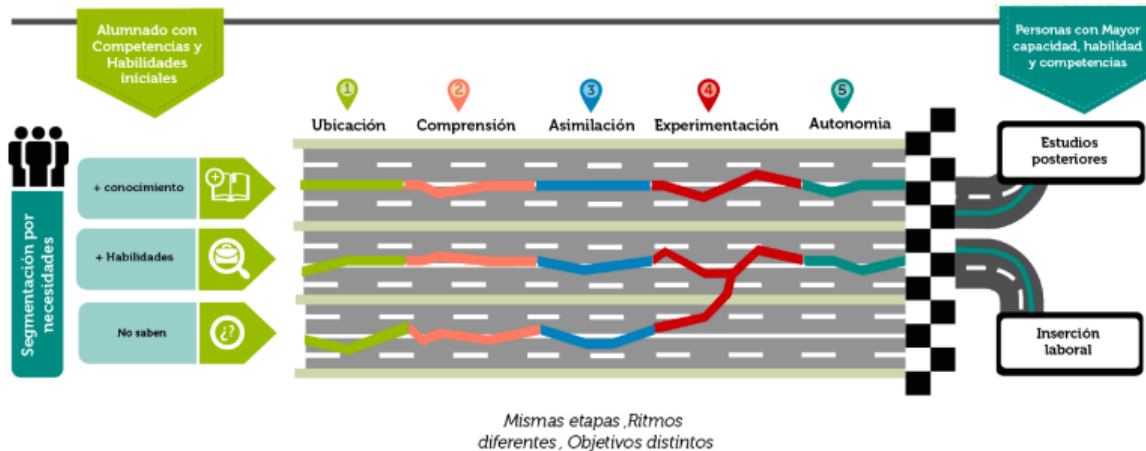 Alumnado con
Competencias y
Habilidades
iniciales
Personas con Mayor
capacidad, habilidad
y competencias
1
2
3
4
5
Ubicación
Comprensión
Asimilación
Experimentación
Autonomia
Segmentación por
necesidades
+ conocimiento
+ Habilidades
No saben
¿?
Estudios
posteriores
Inserción
laboral
Mismas etapas ,Ritmos
diferentes , Objetivos distintos